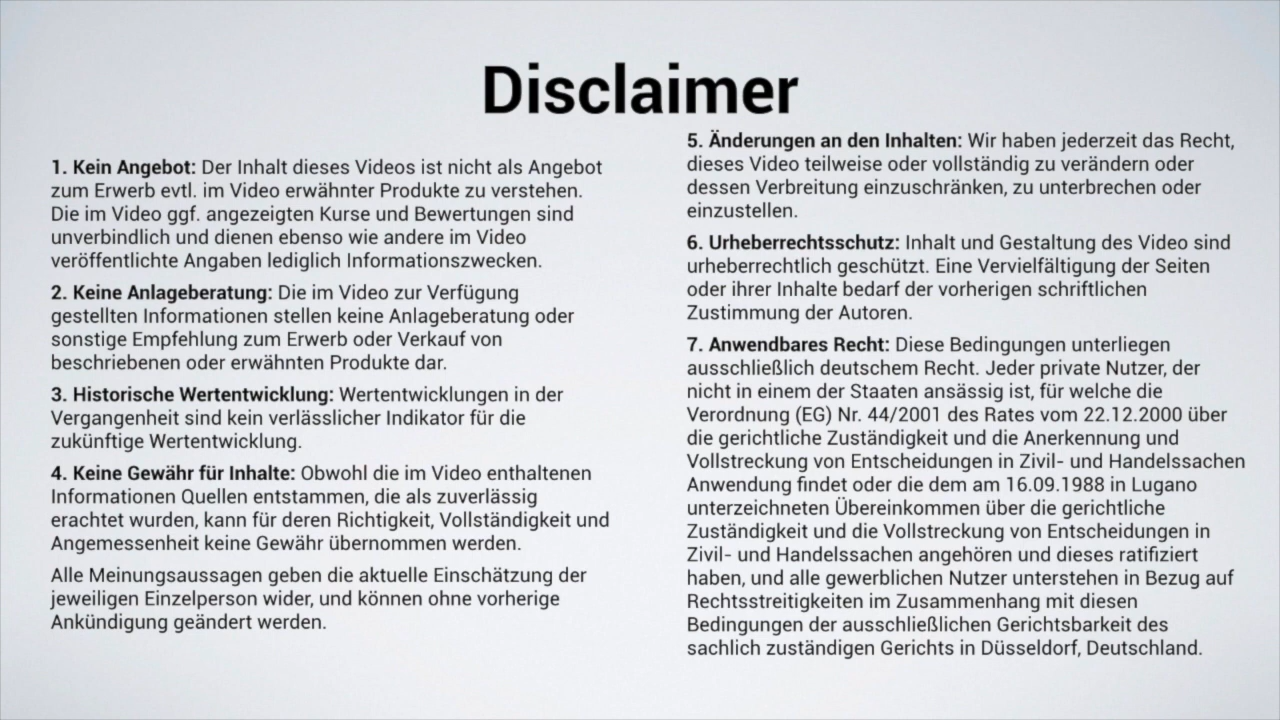 Disclaimer
1. Kein Angebot: Der Inhalt dieses Videos ist nicht als Angebot
zum Erwerb evtl. im Video erwähnter Produkte zu verstehen.
Die im Video ggf. angezeigten Kurse und Bewertungen sind
unverbindlich und dienen ebenso wie andere im Video
veröffentlichte Angaben lediglich Informationszwecken.
2. Keine Anlageberatung: Die im Video zur Verfügung
gestellten Informationen stellen keine Anlageberatung oder
sonstige Empfehlung zum Erwerb oder Verkauf von
beschriebenen oder erwähnten Produkte dar.
3. Historische Wertentwicklung: Wertentwicklungen in der
Vergangenheit sind kein verlässlicher Indikator für die
zukünftige Wertentwicklung.
4. Keine Gewähr für Inhalte: Obwohl die im Video enthaltenen
Informationen Quellen entstammen, die als zuverlässig
erachtet wurden, kann für deren Richtigkeit, Vollständigkeit und
Angemessenheit keine Gewähr übernommen werden.
Alle Meinungsaussagen geben die aktuelle Einschätzung der
jeweiligen Einzelperson wider, und können ohne vorherige
Ankündigung geändert werden.
5. Änderungen an den Inhalten: Wir haben jederzeit das Recht,
dieses Video teilweise oder vollständig zu verändern oder
dessen Verbreitung einzuschränken, zu unterbrechen oder
einzustellen.
6. Urheberrechtsschutz: Inhalt und Gestaltung des Video sind
urheberrechtlich geschützt. Eine Vervielfältigung der Seiten
oder ihrer Inhalte bedarf der vorherigen schriftlichen
Zustimmung der Autoren.
7. Anwendbares Recht: Diese Bedingungen unterliegen
ausschließlich deutschem Recht. Jeder private Nutzer, der
nicht in einem der Staaten ansässig ist, für welche die
Verordnung (EG) Nr. 44/2001 des Rates vom 22.12.2000 über
die gerichtliche Zuständigkeit und die Anerkennung und
Vollstreckung von Entscheidungen in Zivil- und Handelssachen
Anwendung findet oder die dem am 16.09.1988 in Lugano
unterzeichneten Übereinkommen über die gerichtliche
Zuständigkeit und die Vollstreckung von Entscheidungen in
Zivil- und Handelssachen angehören und dieses ratifiziert
haben, und alle gewerblichen Nutzer unterstehen in Bezug auf
Rechtsstreitigkeiten im Zusammenhang mit diesen
Bedingungen der ausschließlichen Gerichtsbarkeit des
sachlich zuständigen Gerichts in Düsseldorf, Deutschland.